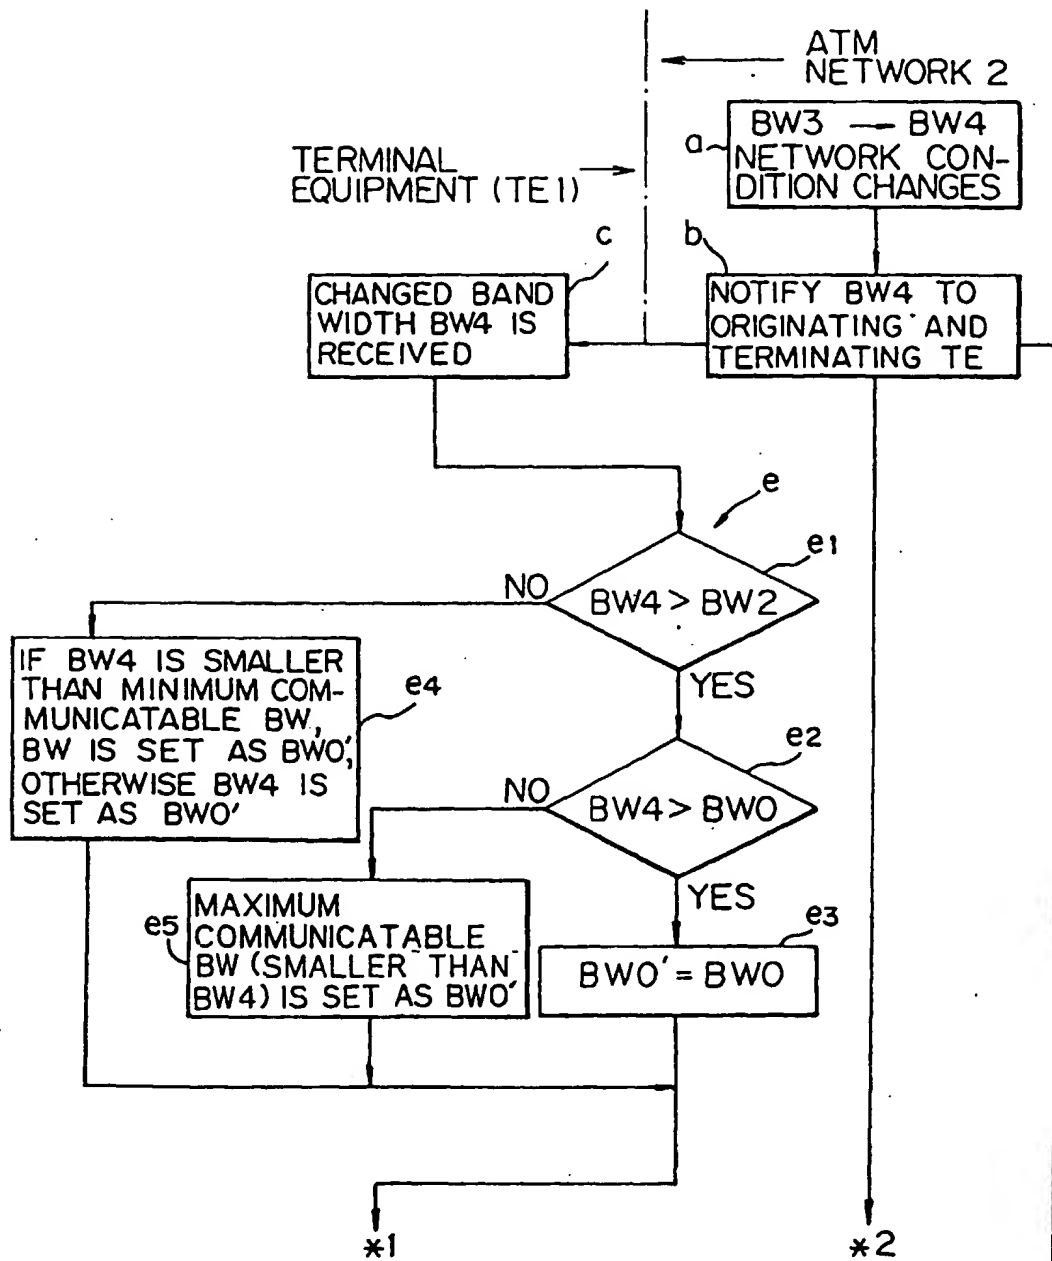 ATM
NETWORK 2
BW3 → BW4
a
NETWORK CON-
DITION CHANGES
TERMINAL
EQUIPMENT (TE1)
c
b
CHANGED BAND
WIDTH BW4 IS
RECEIVED
NOTIFY BW4 TO
ORIGINATING AND
TERMINATING TE
e
e1
NO
BW4 > BW2
YES
IF BW4 IS SMALLER
THAN MINIMUM COM-
MUNICATABLE BW,
BW IS SET AS BW0',
OTHERWISE BW4 IS
SET AS BW0'
e4
e2
NO
BW4 > BW0
YES
MAXIMUM
COMMUNICATABLE
BW (SMALLER THAN
BW4) IS SET AS BW0'
e5
e3
BW0' = BW0
*1
*2